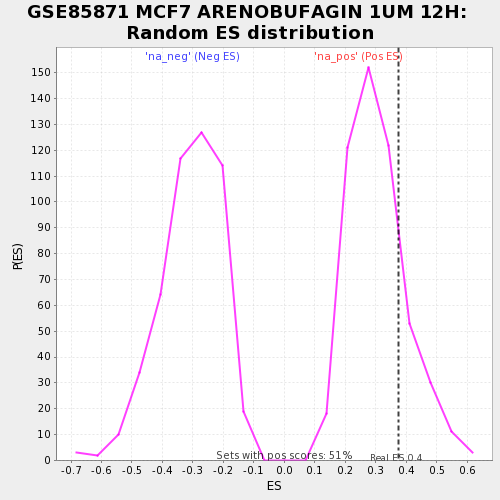 GSE85871 MCF7 ARENOBUFAGIN 1UM 12H:
Random ES distribution
'na_neg' (Neg ES)
'na_pos' (Pos ES)
P(ES)
150
140
130
120
110
100
90
80
70
60
50
40
30
20
10
0
Sets with pos scores: 51%
Real ES 0.4
-0.7 -0.6 -0.5 -0.4 -0.3 -0.2 -0.1 0.0 0.1 0.2 0.3 0.4 0.5 0.6
ES